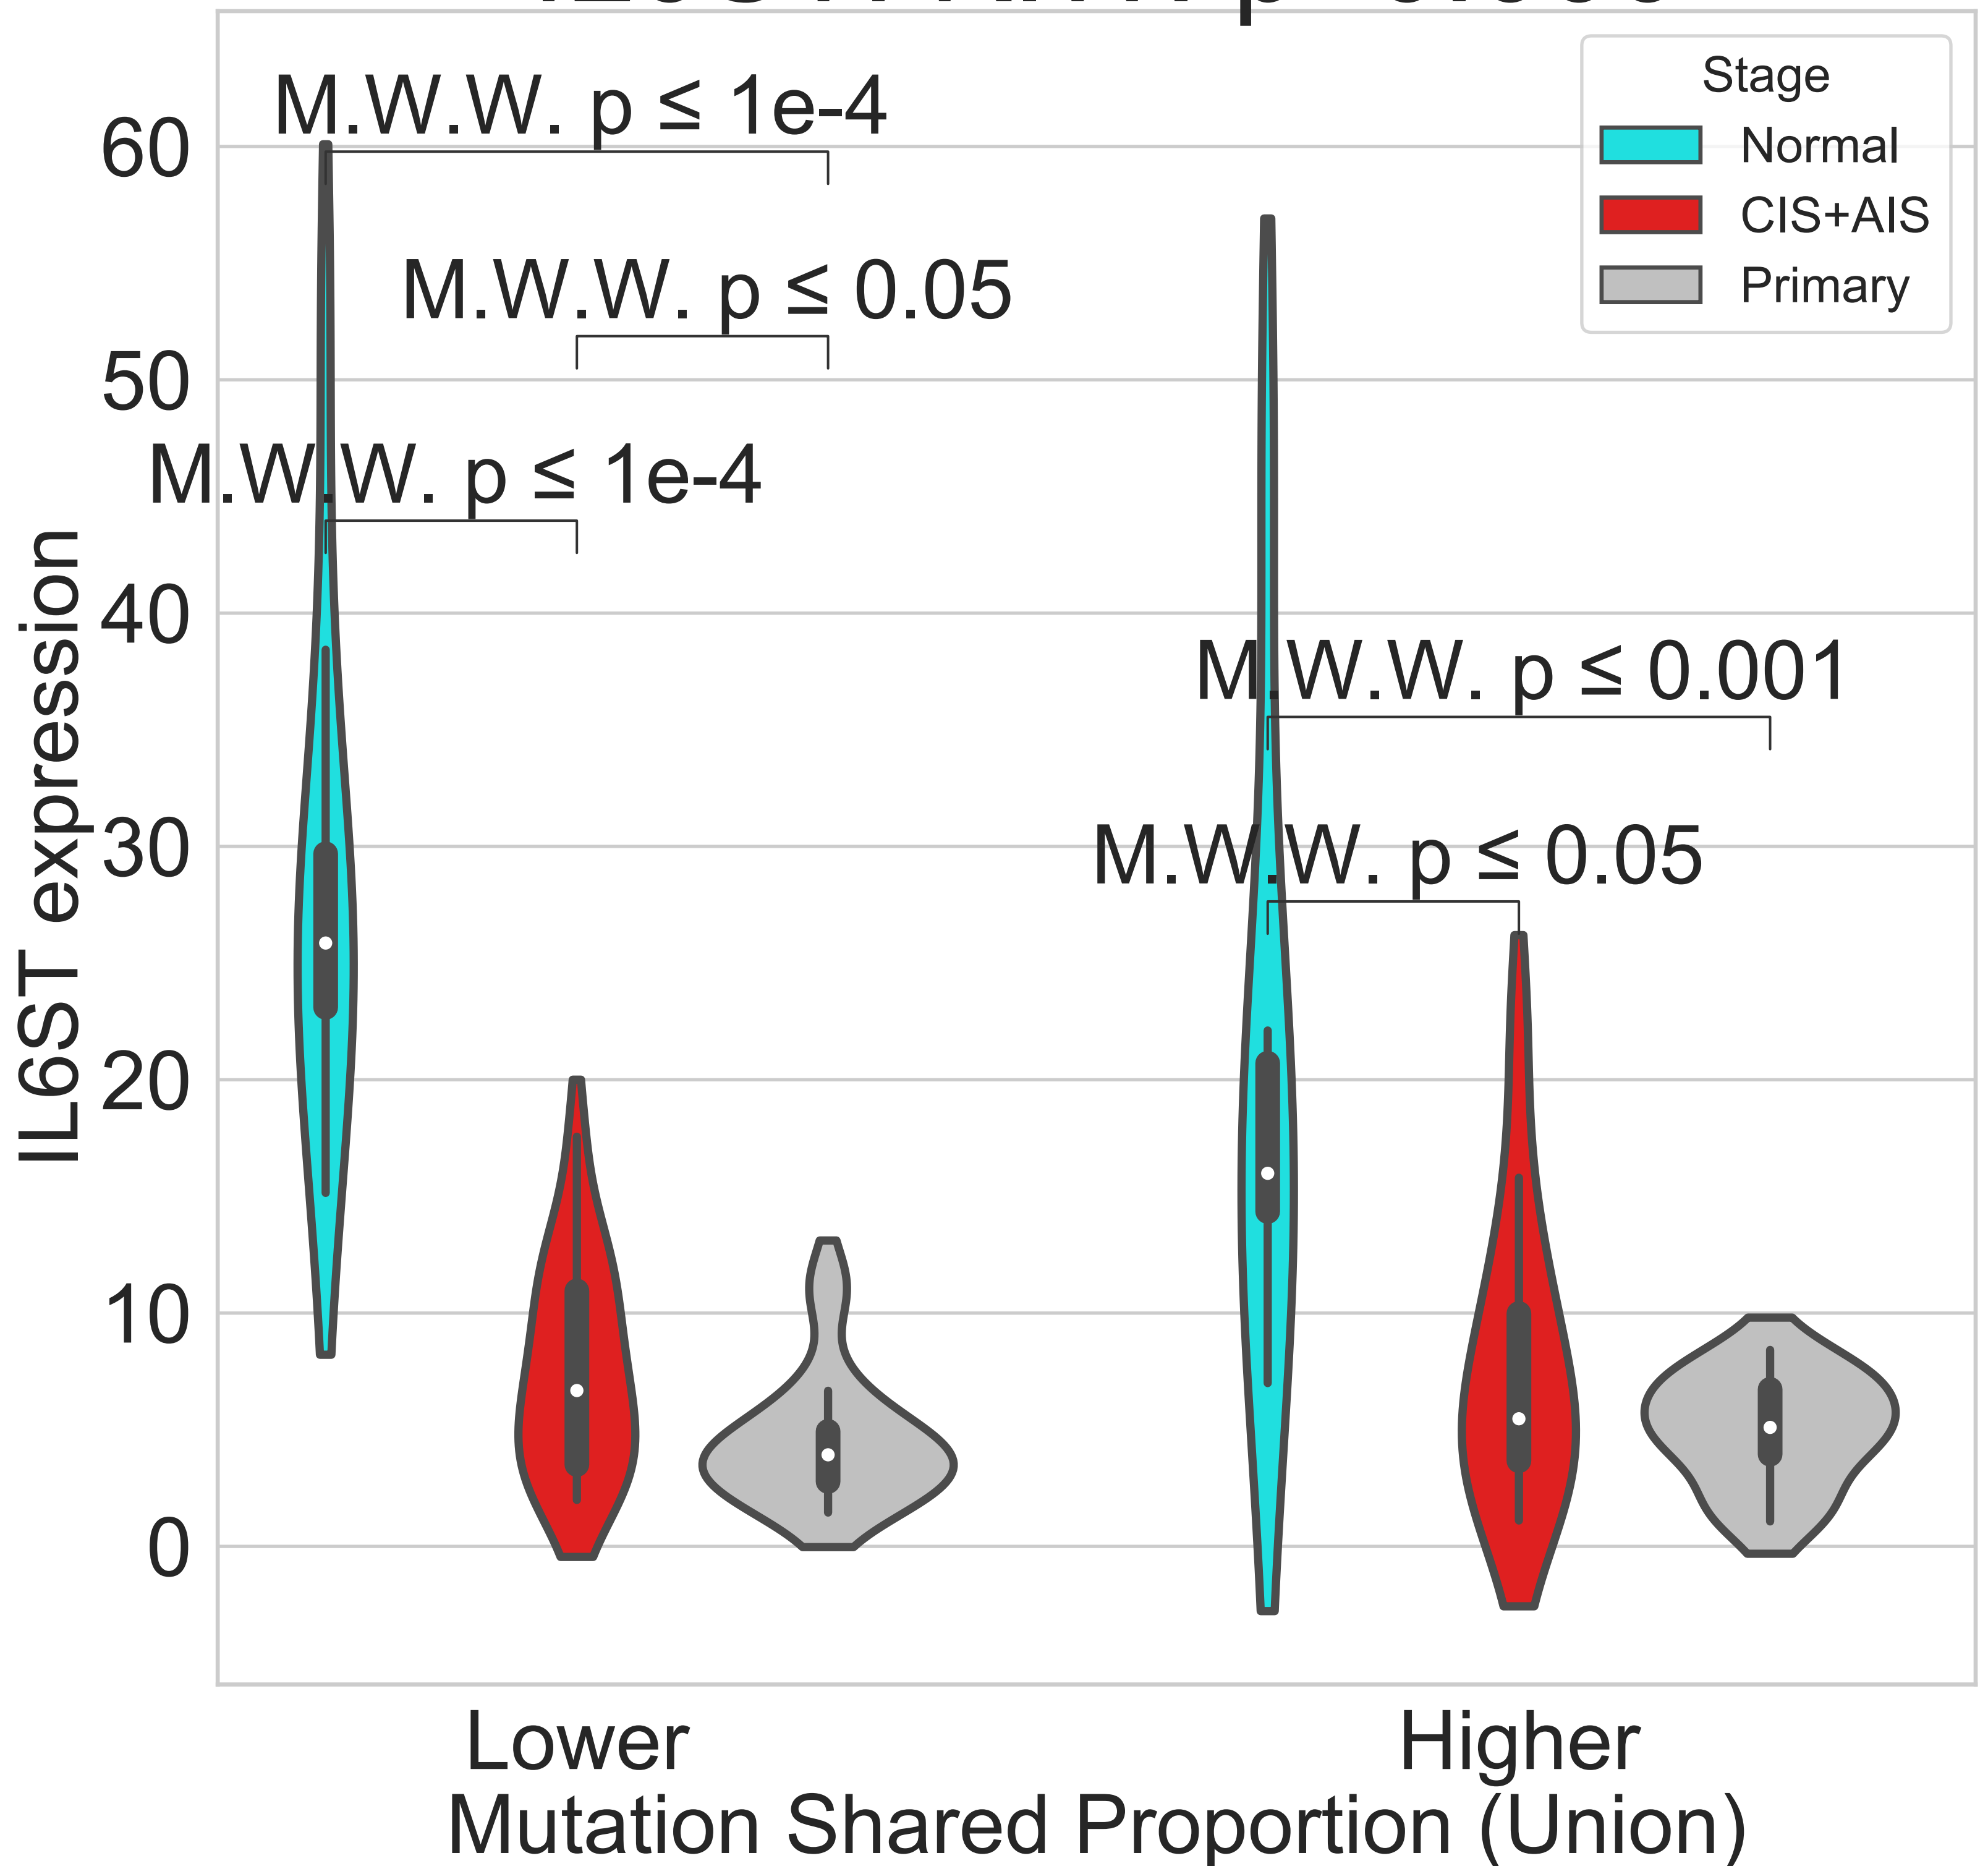 Stage
Normal
CIS+AIS
Primary
M.W.W. p ≤ 1e-4
M.W.W. p ≤ 0.05
M.W.W. p ≤ 1e-4
M.W.W. p ≤ 0.001
M.W.W. p ≤ 0.05
60
50
40
30
20
10
0
IL6ST expression
Lower
Higher
Mutation Shared Proportion (Union)